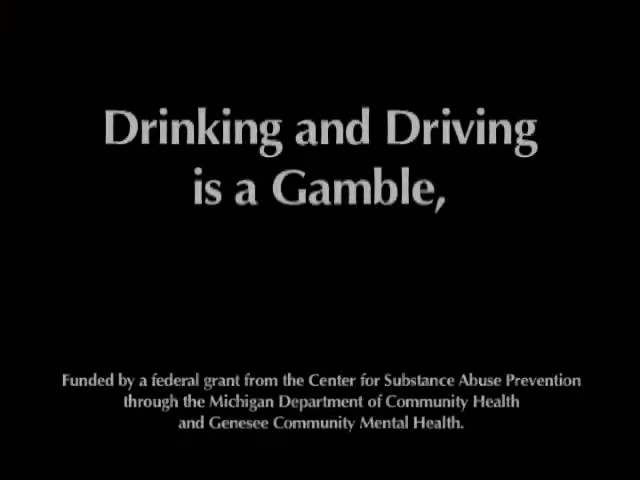 Drinking and Driving
is a Gamble,
Funded by a federal grant from the Center for Substance Abuse Prevention
through the Michigan Department of Community Health
and Genesee Community Mental Health.